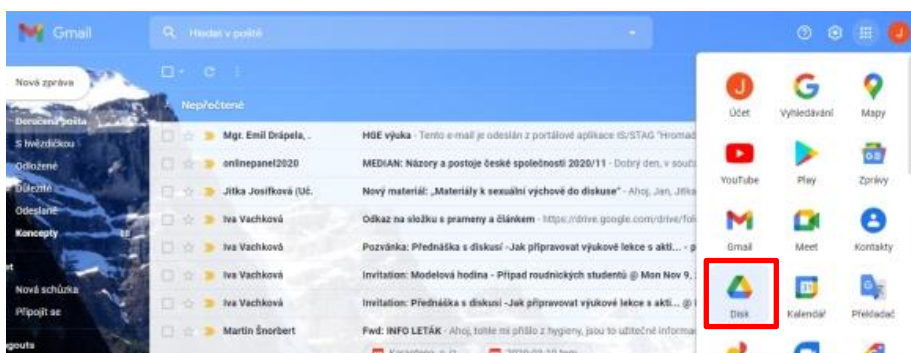 Gmail
Hledat v poště
J
Nová zpráva
Doručená pošta
S hvězdičkou
Odložené
Důležité
Odeslané
Koncepty
Nová schůzka
Připojit se
Nepřečtené
Mgr. Emil Drápela, . HGE výuka - Tento e-mail je odeslán z portálové aplikace IS/STAG "Hromad
onlinepanel2020 MEDIAN: Názory a postoje české společnosti 2020/11 - Dobrý den, v souča
Jitka Josífková (Uč. Nový materiál: „Materiály k sexuální výchově do diskuse" - Ahoj, Jan, Jitka
Iva Vachková Odkaz na složku s prameny a článkem - https://drive.google.com/drive/fol
Iva Vachková Pozvánka: Přednáška s diskusí -Jak připravovat výukové lekce s akti... - p
Iva Vachková Invitation: Modelová hodina - Případ roudnických studentů @ Mon Nov 9,
Iva Vachková Invitation: Přednáška s diskusí -Jak připravovat výukové lekce s akti... @
Martin Šnorbert Fwd: INFO LETÁK - Ahoj, tohle mi přišlo z hygieny, jsou to užitečné informa
J
Účet Vyhledávání Mapy
YouTube Play Zprávy
Gmail Meet Kontakty
Disk Kalendář Překladač